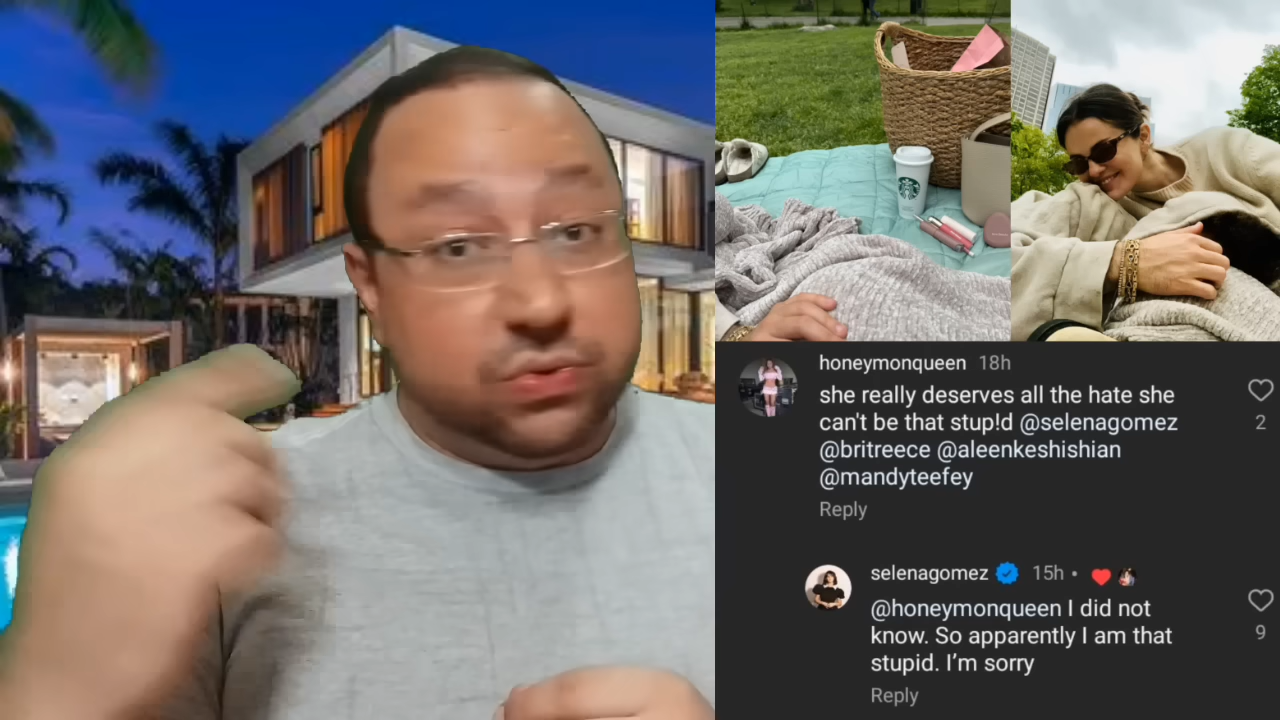 honeymonqueen 18h
she really deserves all the hate she
can't be that stup!d @selenagomez
@britreece @aleenkeshishian
@mandyteefey
2
Reply
selenagomez 15h •
@honeymonqueen I did not
know. So apparently I am that
stupid. I’m sorry
9
Reply